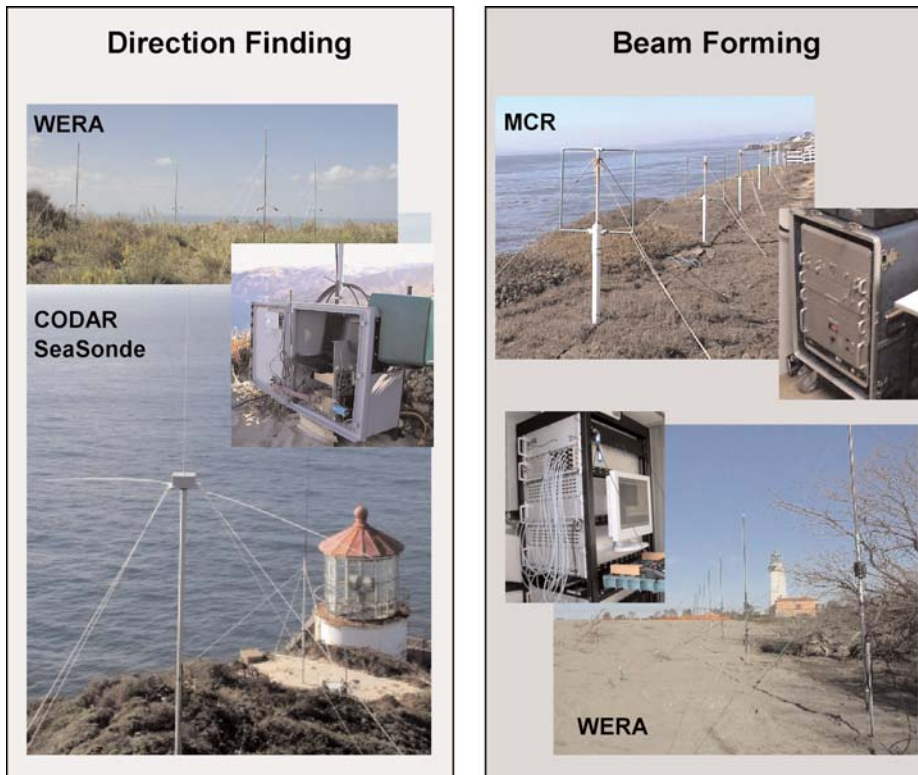 Direction Finding
WERA
CODAR
SeaSonde
Beam Forming
MCR
WERA